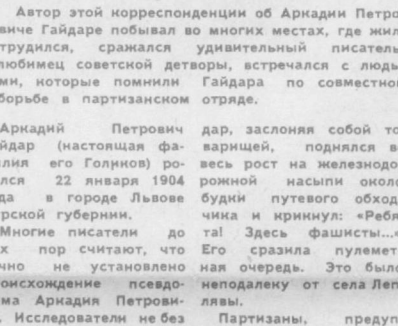 Автор этой корреспонденции об Аркадии Петро
виче Гайдаре побывал во многих местах, где жил
трудился, сражался удивительный писатель
любимец советской детворы, встречался с людь
ми, которые помнили Гайдара по совместно
борьбе в партизанском отряде.
Аркадий Петрович
йдар (настоящая фа-
лия его Голиков) ро-
лся 22 января 1904
да в городе Львове
рской губернии.
Многие писатели до
х пор считают, что
чно не установлено
оисхождение псевдо-
ма Аркадия Петрови-
. Исследователи не без
дар, заслоняя собой то
варищей, поднялся в
весь рост на железнодо
рожной насыпи около
будки путевого обход
чика и крикнул: «Ребя
та! Здесь фашисты...«
Его сразила пулемет
ная очередь. Это было
неподалеку от села Леп
лявы.
Партизаны, предуп